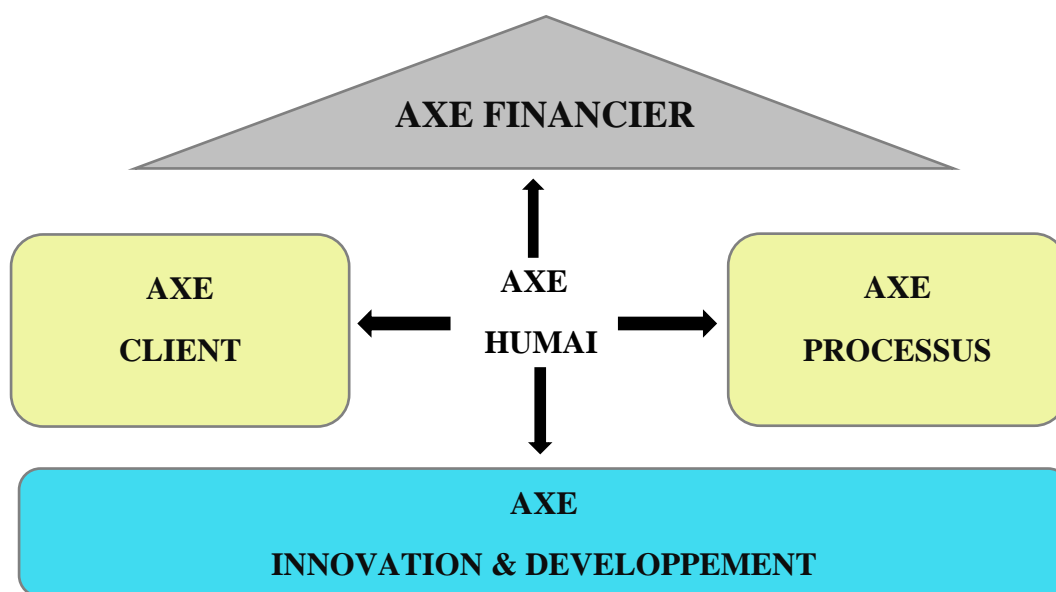 AXE FINANCIER
AXE
CLIENT
AXE
HUMAI
AXE
PROCESSUS
AXE
INNOVATION & DEVELOPPEMENT